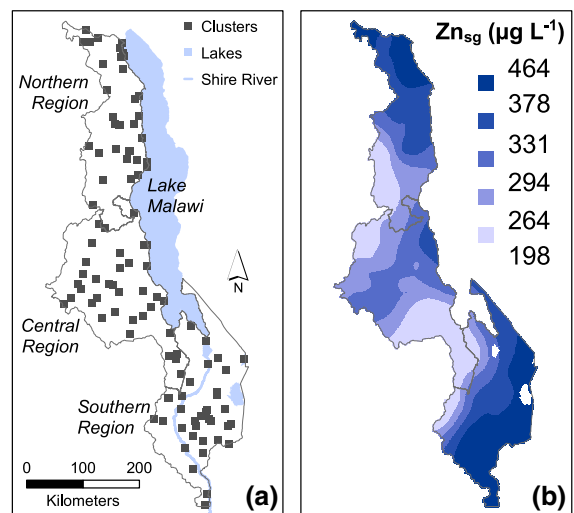 Clusters
Lakes
Shire River
Northern
Region
Lake
Malawi
N
Central
Region
Southern
Region
0 100 200
Kilometers
(a)
Znsg (µg L-1)
464
378
331
294
264
198
(b)